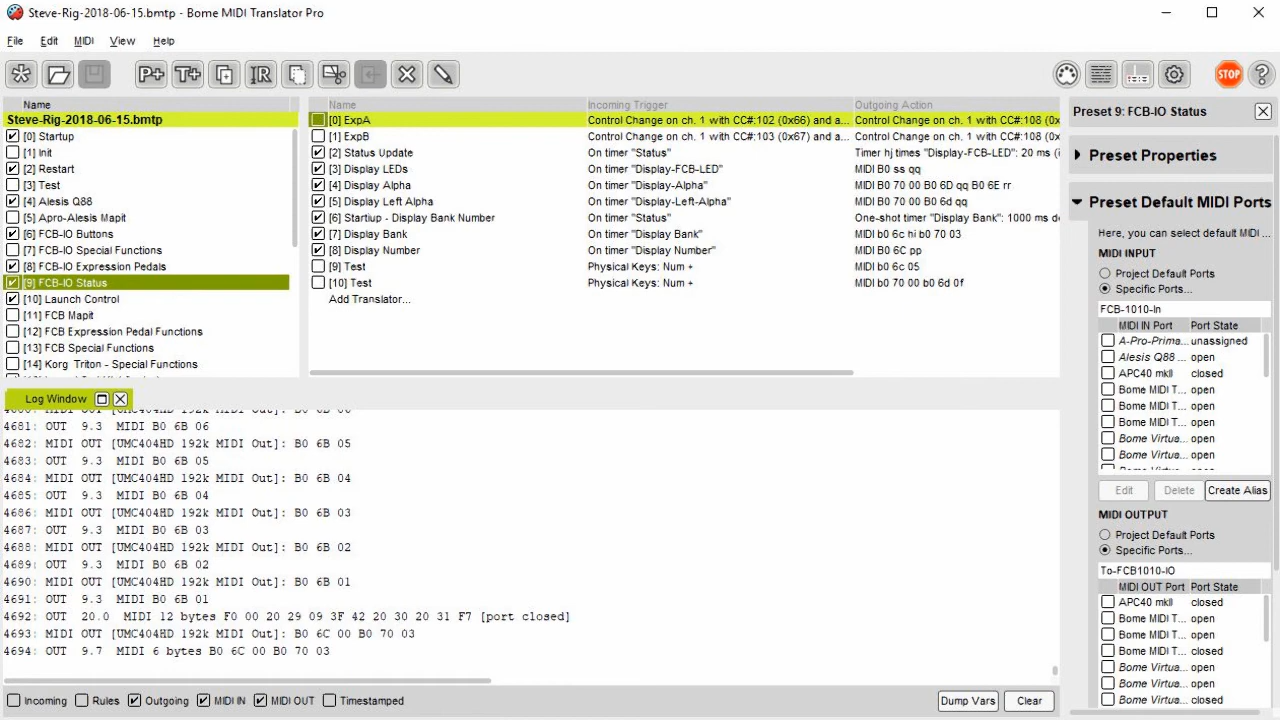 Steve-Rig-2018-06-15.bmtp - Bome MIDI Translator Pro
File Edit MIDI View Help
P+ T+ IR STOP ?
Name
Steve-Rig-2018-06-15.bmtp
[0] Startup
[1] Init
[2] Restart
[3] Test
[4] Alesis Q88
[5] Apro-Alesis Mapit
[6] FCB-IO Buttons
[7] FCB-IO Special Functions
[8] FCB-IO Expression Pedals
[9] FCB-IO Status
[10] Launch Control
[11] FCB Mapit
[12] FCB Expression Pedal Functions
[13] FCB Special Functions
[14] Korg Triton - Special Functions
Name Incoming Trigger Outgoing Action
[0] ExpA Control Change on ch. 1 with CC#:102 (0x66) and a... Control Change on ch. 1 with CC#:108 (0x
[1] ExpB Control Change on ch. 1 with CC#:103 (0x67) and a... Control Change on ch. 1 with CC#:108 (0x
[2] Status Update On timer "Status" Timer hj times "Display-FCB-LED": 20 ms (i
[3] Display LEDs On timer "Display-FCB-LED" MIDI B0 ss qq
[4] Display Alpha On timer "Display-Alpha" MIDI B0 70 00 B0 6D qq B0 6E rr
[5] Display Left Alpha On timer "Display-Left-Alpha" MIDI B0 70 00 B0 6d qq
[6] Startiup - Display Bank Number On timer "Status" One-shot timer "Display Bank": 1000 ms de
[7] Display Bank On timer "Display Bank" MIDI b0 6c hi b0 70 03
[8] Display Number On timer "Display Number" MIDI B0 6C pp
[9] Test Physical Keys: Num + MIDI b0 6c 05
[10] Test Physical Keys: Num + MIDI b0 70 00 b0 6d 0f
Add Translator...
Log Window
4681: OUT 9.3 MIDI B0 6B 06
4682: MIDI OUT [UMC404HD 192k MIDI Out]: B0 6B 05
4683: OUT 9.3 MIDI B0 6B 05
4684: MIDI OUT [UMC404HD 192k MIDI Out]: B0 6B 04
4685: OUT 9.3 MIDI B0 6B 04
4686: MIDI OUT [UMC404HD 192k MIDI Out]: B0 6B 03
4687: OUT 9.3 MIDI B0 6B 03
4688: MIDI OUT [UMC404HD 192k MIDI Out]: B0 6B 02
4689: OUT 9.3 MIDI B0 6B 02
4690: MIDI OUT [UMC404HD 192k MIDI Out]: B0 6B 01
4691: OUT 9.3 MIDI B0 6B 01
4692: OUT 20.0 MIDI 12 bytes F0 00 20 29 09 3F 42 20 30 20 31 F7 [port closed]
4693: MIDI OUT [UMC404HD 192k MIDI Out]: B0 6C 00 B0 70 03
4694: OUT 9.7 MIDI 6 bytes B0 6C 00 B0 70 03
Incoming Rules Outgoing MIDI IN MIDI OUT Timestamped Dump Vars Clear
Preset 9: FCB-IO Status
Preset Properties
Preset Default MIDI Ports
Here, you can select default MIDI ...
MIDI INPUT
Project Default Ports
Specific Ports...
FCB-1010-In
MIDI IN Port Port State
A-Pro-Prima... unassigned
Alesis Q88 ... open
APC40 mkII closed
Bome MIDI T... open
Bome MIDI T... open
Bome MIDI T... open
Bome Virtua... open
Bome Virtua... open
Edit Delete Create Alias
MIDI OUTPUT
Project Default Ports
Specific Ports...
To-FCB1010-IO
MIDI OUT Port Port State
APC40 mkII closed
Bome MIDI T... open
Bome MIDI T... open
Bome MIDI T... closed
Bome Virtua... open
Bome Virtua... open
Bome Virtua... closed